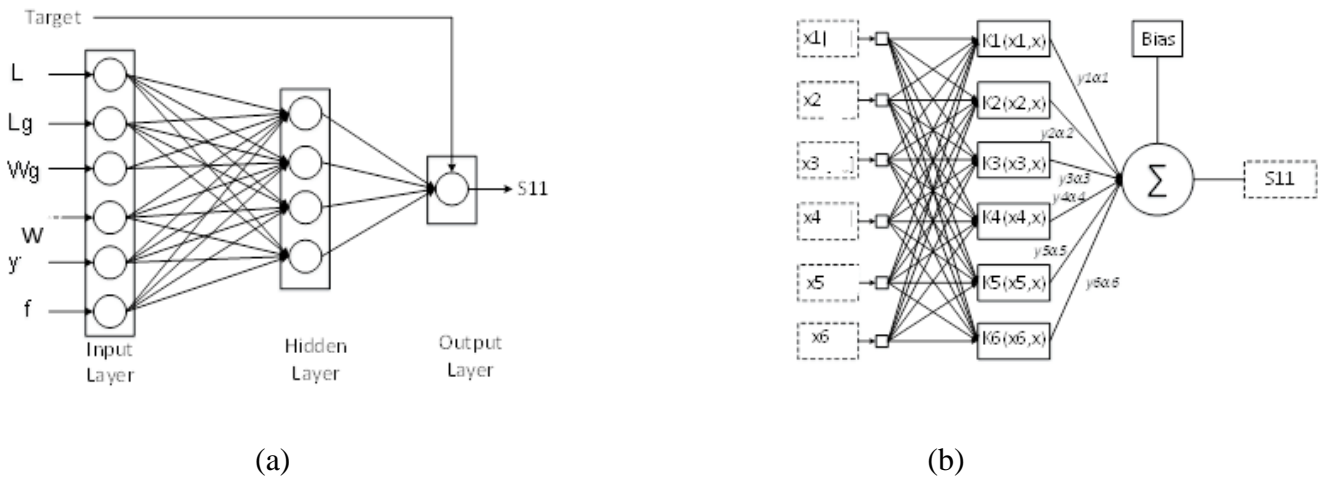 Target
L
Lg
Wg
W
y
f
S11
Input
Layer
Hidden
Layer
Output
Layer
(a)
x1
x2
x3
x4
x5
x6
K1(x1,x)
K2(x2,x)
K3(x3,x)
K4(x4,x)
K5(x5,x)
K6(x6,x)
y1α1
y2α2
y3α3
y4α4
y5α5
y6α6
Bias
Σ
S11
(b)